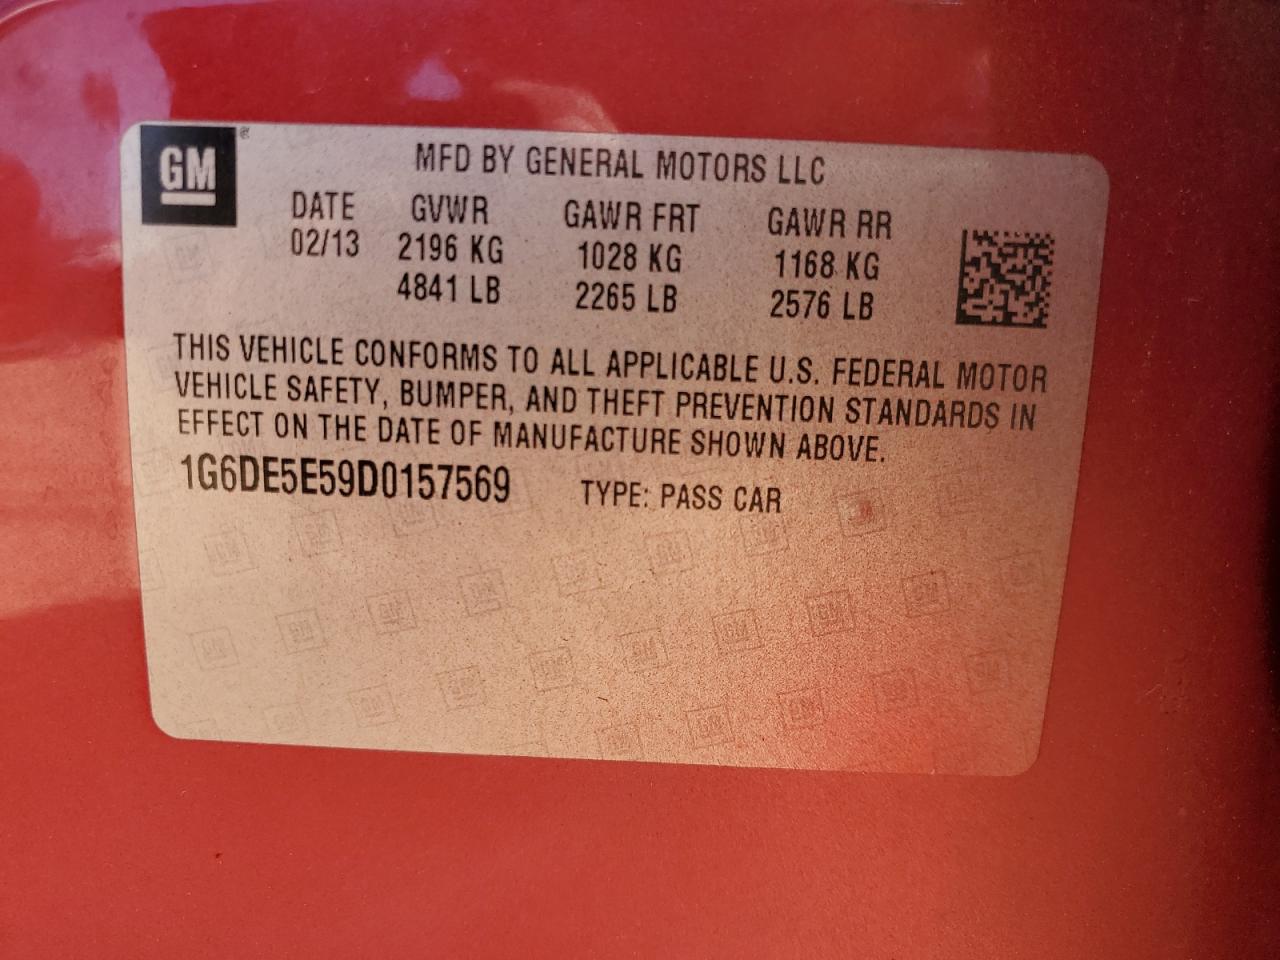 GM®
MFD BY GENERAL MOTORS LLC
DATE GVWR GAWR FRT GAWR RR
02/13 2196 KG 1028 KG 1168 KG
4841 LB 2265 LB 2576 LB
THIS VEHICLE CONFORMS TO ALL APPLICABLE U.S. FEDERAL MOTOR
VEHICLE SAFETY, BUMPER, AND THEFT PREVENTION STANDARDS IN
EFFECT ON THE DATE OF MANUFACTURE SHOWN ABOVE.
1G6DE5E59D0157569 TYPE: PASS CAR